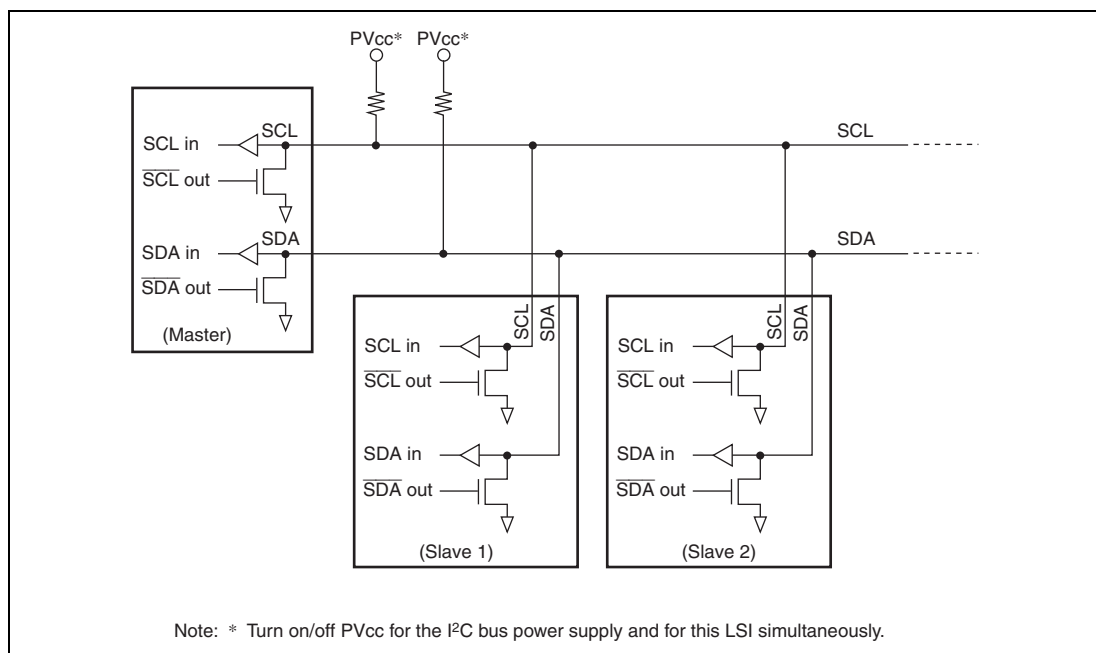 PVcc* PVcc*
SCL
SCL in
SCL out
SCL
SDA
SDA in
SDA out
SDA
(Master)
SCL
SDA
SCL in
SCL out
SDA in
SDA out
(Slave 1)
SCL
SDA
SCL in
SCL out
SDA in
SDA out
(Slave 2)
Note: * Turn on/off PVcc for the I²C bus power supply and for this LSI simultaneously.